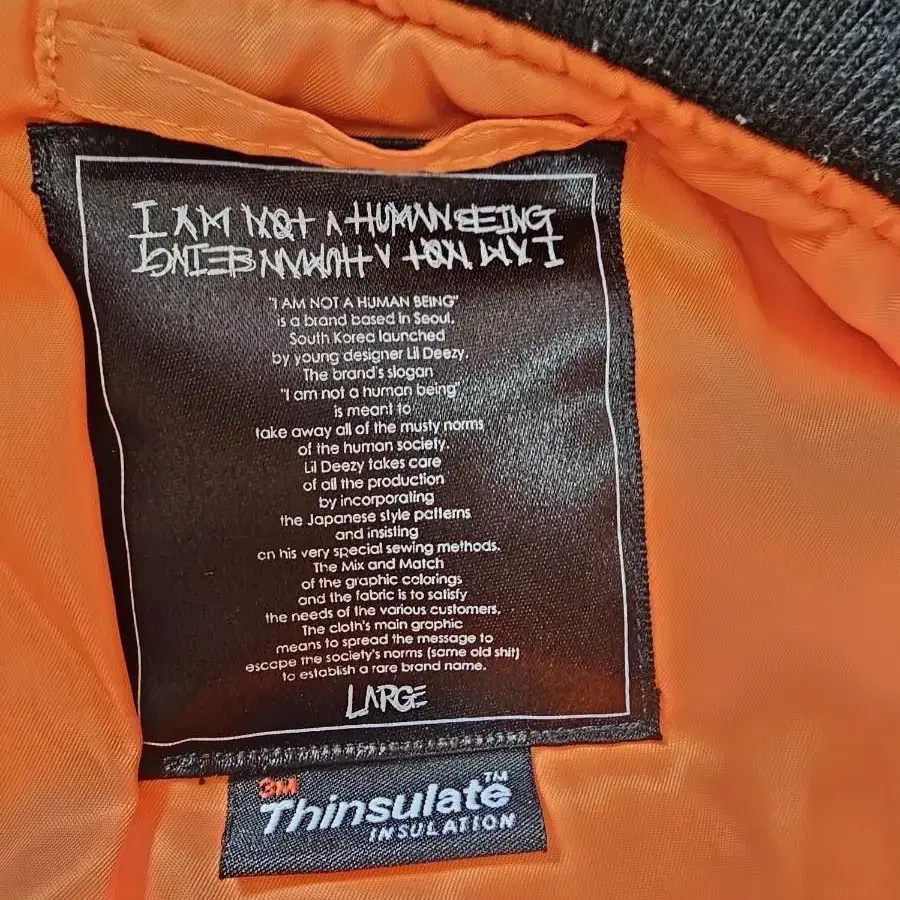 I AM NOT A HUMAN BEING
I AM NOT A HUMAN BEING
"I AM NOT A HUMAN BEING"
is a brand based in Seoul,
South Korea launched
by young designer Lil Deezy.
The brand's slogan
"I am not a human being"
is meant to
take away all of the musty norms
of the human society.
Lil Deezy takes care
of all the production
by incorporating
the Japanese style patterns
and insisting
on his very special sewing methods.
The Mix and Match
of the graphic colorings
and the fabric is to satisfy
the needs of the various customers.
The cloth's main graphic
means to spread the message to
escape the society's norms (same old shit)
to establish a rare brand name.
LARGE
3M
Thinsulate™
INSULATION